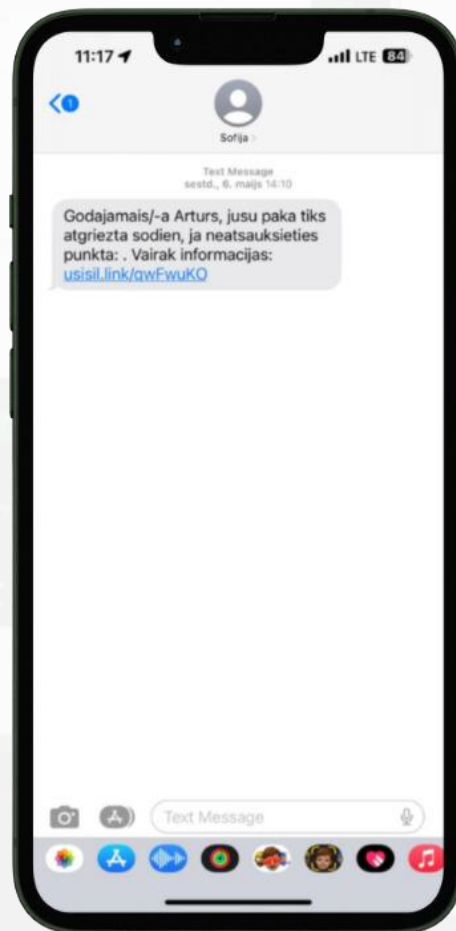 11:17
LTE 84
1
Sofija
Text Message
sestd., 6. maijs 14:10
Godajamais/-a Arturs, jusu paka tiks
atgriezta sodien, ja neatsauksieties
punkta: . Vairak informacijas:
usisil.link/qwFwuKO
Text Message